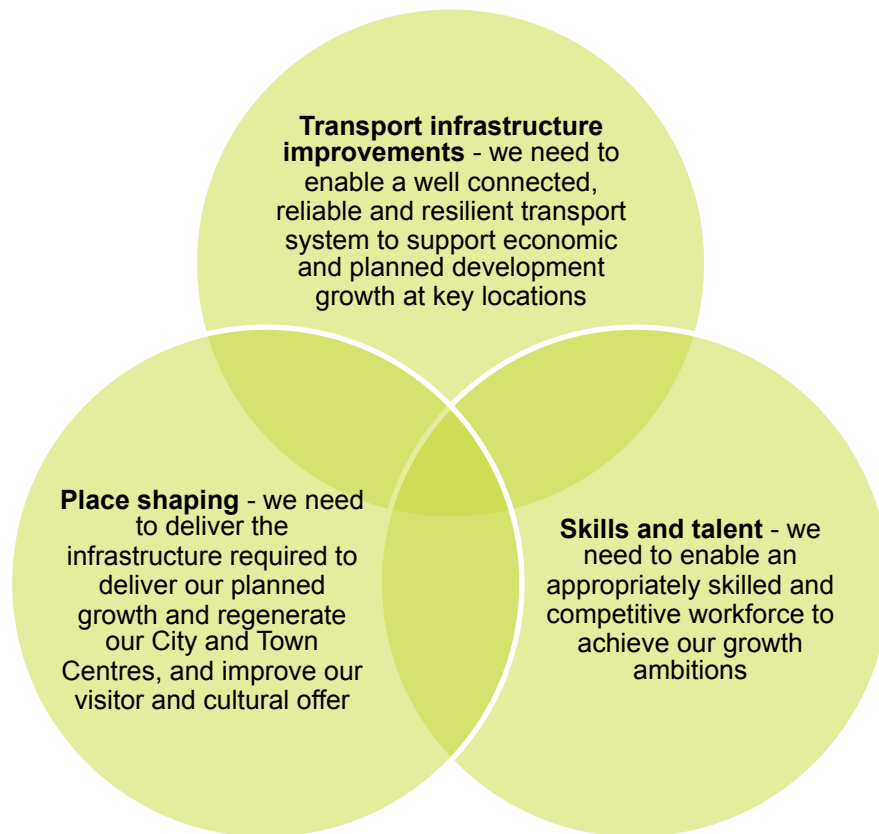 Transport infrastructure
improvements - we need to
enable a well connected,
reliable and resilient transport
system to support economic
and planned development
growth at key locations
Place shaping - we need
to deliver the
infrastructure required to
deliver our planned
growth and regenerate
our City and Town
Centres, and improve our
visitor and cultural offer
Skills and talent - we
need to enable an
appropriately skilled and
competitive workforce to
achieve our growth
ambitions